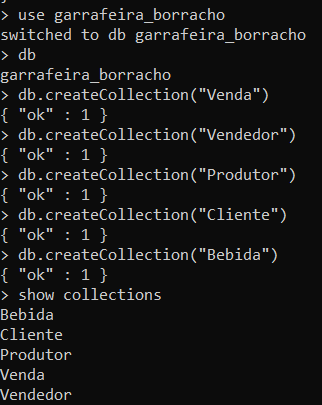 > use garrafeira_borracho
switched to db garrafeira_borracho
> db
garrafeira_borracho
> db.createCollection("Venda")
{ "ok" : 1 }
> db.createCollection("Vendedor")
{ "ok" : 1 }
> db.createCollection("Produtor")
{ "ok" : 1 }
> db.createCollection("Cliente")
{ "ok" : 1 }
> db.createCollection("Bebida")
{ "ok" : 1 }
> show collections
Bebida
Cliente
Produtor
Venda
Vendedor